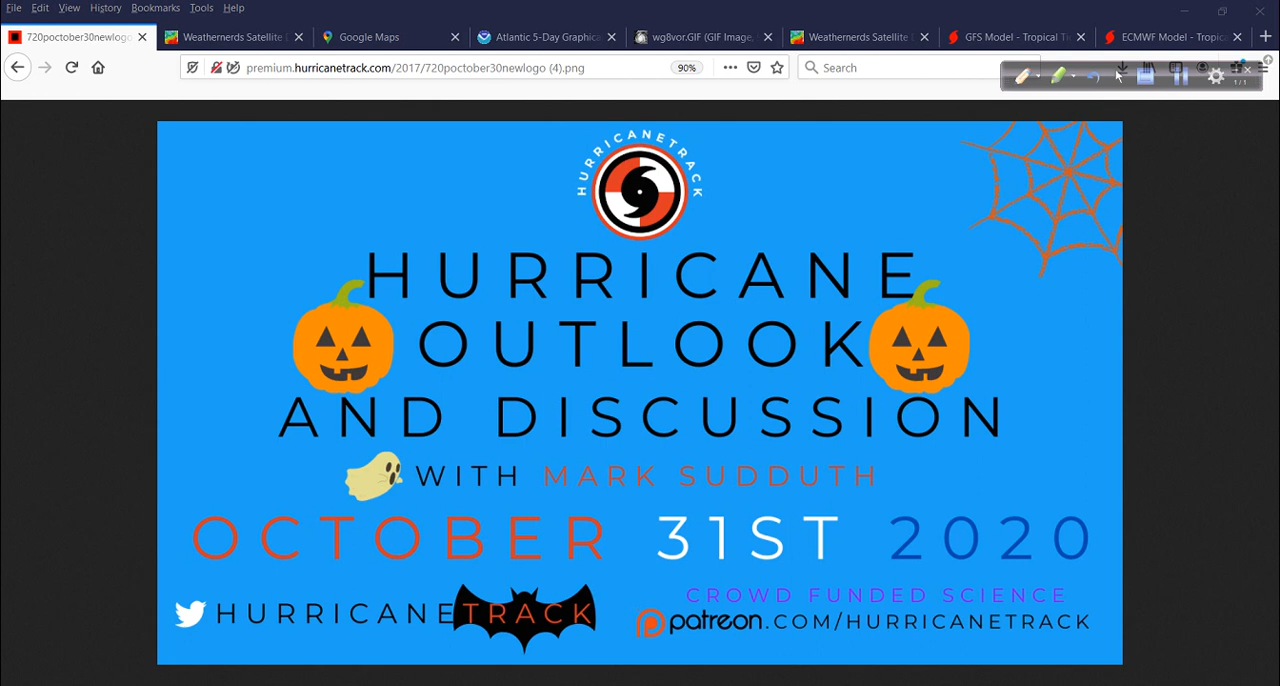 File Edit View History Bookmarks Tools Help
720poctober30newlogo
Weathernerds Satellite
Google Maps
Atlantic 5-Day Graphica
wg8vor.GIF (GIF Image,
Weathernerds Satellite
GFS Model - Tropical
ECMWF Model - Tropica
premium.hurricanetrack.com/2017/720poctober30newlogo (4).png
90%
Search
1/1
HURRICANETRACK
HURRICANE
OUTLOOK
AND DISCUSSION
WITH MARK SUDDUTH
OCTOBER 31ST 2020
HURRICANETRACK
CROWD FUNDED SCIENCE
patreon.COM/HURRICANETRACK